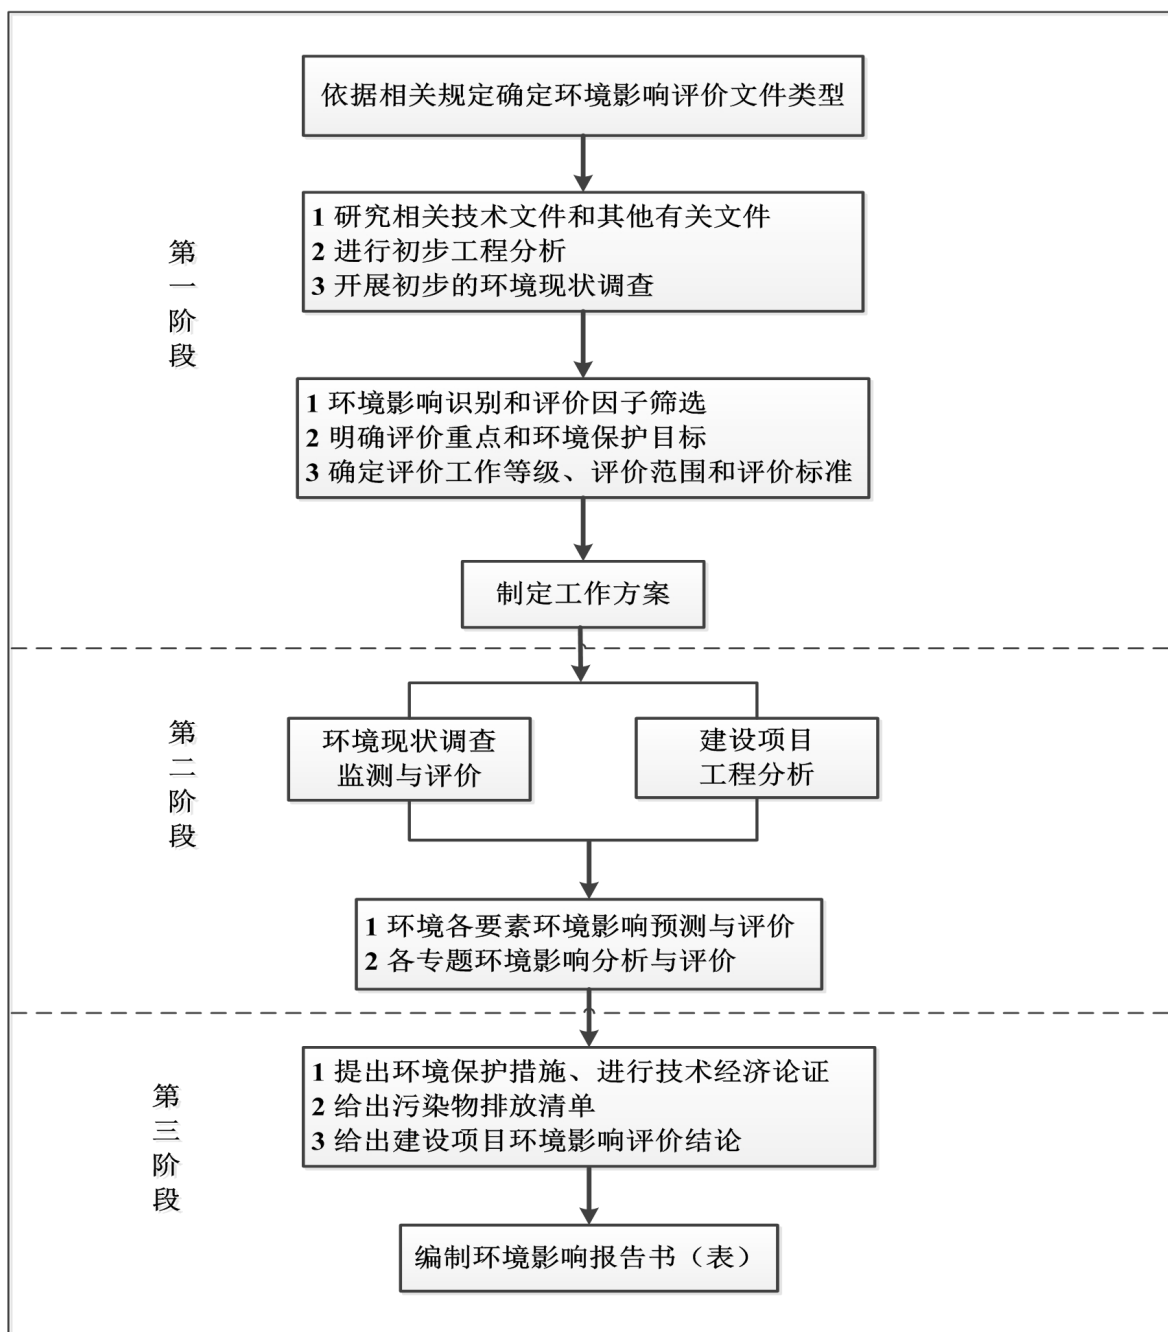 依据相关规定确定环境影响评价文件类型
第一阶段
1 研究相关技术文件和其他有关文件
2 进行初步工程分析
3 开展初步的环境现状调查
1 环境影响识别和评价因子筛选
2 明确评价重点和环境保护目标
3 确定评价工作等级、评价范围和评价标准
制定工作方案
第二阶段
环境现状调查
监测与评价
建设项目
工程分析
1 环境各要素环境影响预测与评价
2 各专题环境影响分析与评价
第三阶段
1 提出环境保护措施、进行技术经济论证
2 给出污染物排放清单
3 给出建设项目环境影响评价结论
编制环境影响报告书（表）